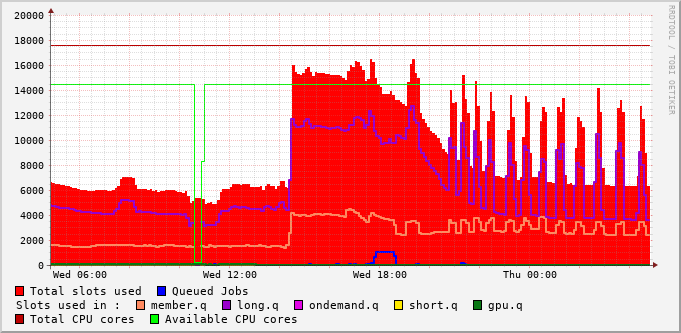 20000
18000
16000
14000
12000
10000
8000
6000
4000
2000
0
Wed 06:00 Wed 12:00 Wed 18:00 Thu 00:00
RRDTOOL / TOBI OETIKER
Total slots used Queued Jobs
Slots used in : member.q long.q ondemand.q short.q gpu.q
Total CPU cores Available CPU cores